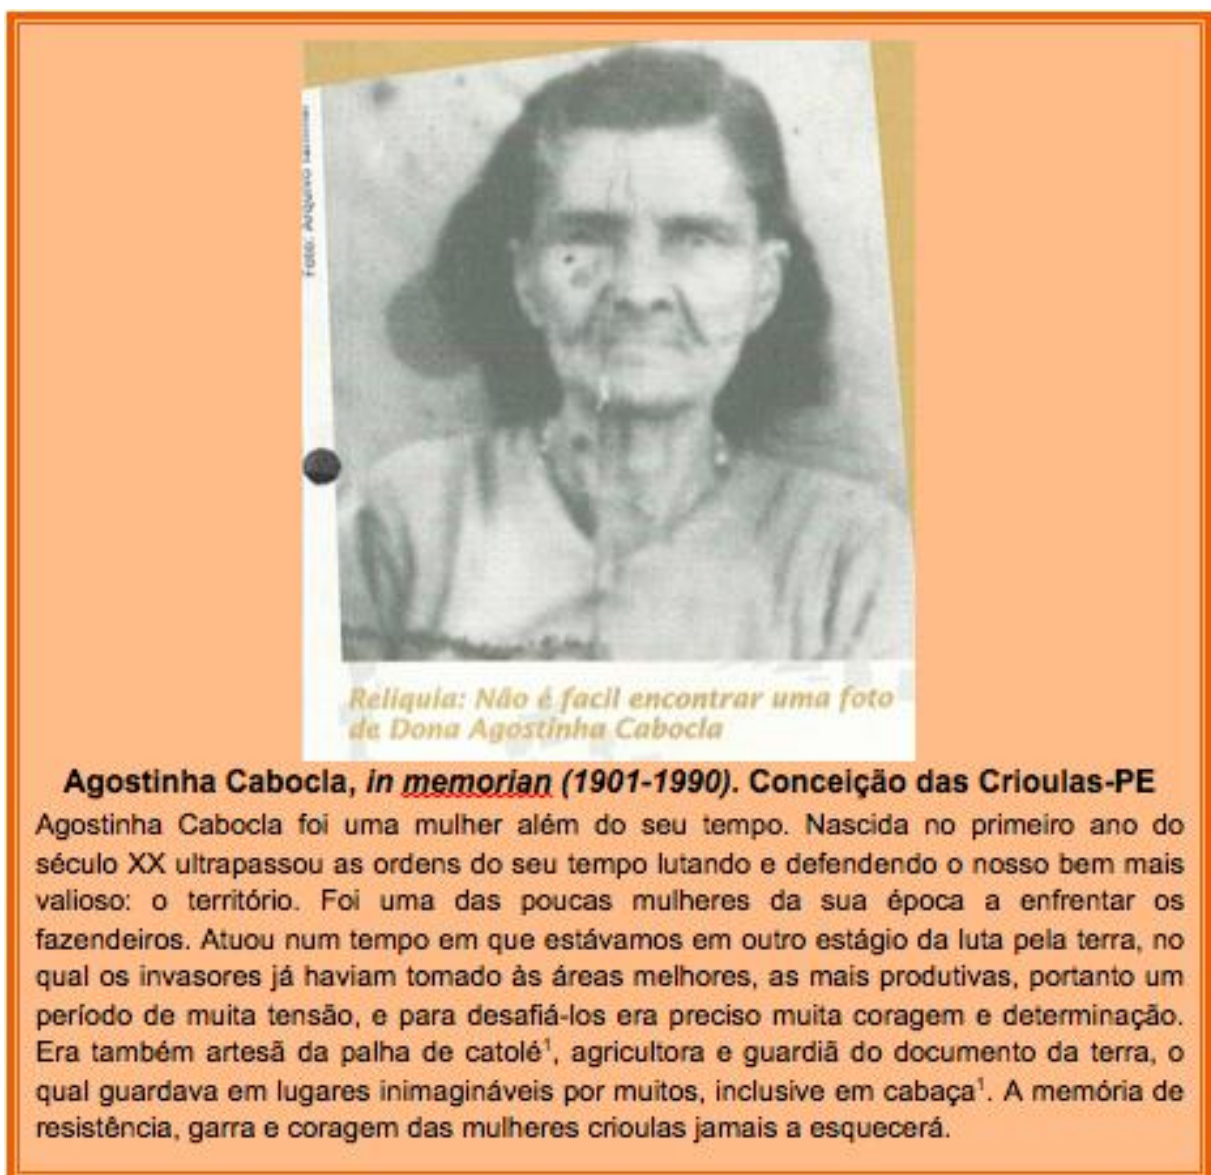 Foto: Arquivo familiar
Reliquia: Não é facil encontrar uma foto
de Dona Agostinha Cabocla
Agostinha Cabocla, in memorian (1901-1990). Conceição das Crioulas-PE
Agostinha Cabocla foi uma mulher além do seu tempo. Nascida no primeiro ano do
século XX ultrapassou as ordens do seu tempo lutando e defendendo o nosso bem mais
valioso: o território. Foi uma das poucas mulheres da sua época a enfrentar os
fazendeiros. Atuou num tempo em que estávamos em outro estágio da luta pela terra, no
qual os invasores já haviam tomado às áreas melhores, as mais produtivas, portanto um
período de muita tensão, e para desafiá-los era preciso muita coragem e determinação.
Era também artesã da palha de catolé¹, agricultora e guardiã do documento da terra, o
qual guardava em lugares inimagináveis por muitos, inclusive em cabaça¹. A memória de
resistência, garra e coragem das mulheres crioulas jamais a esquecerá.